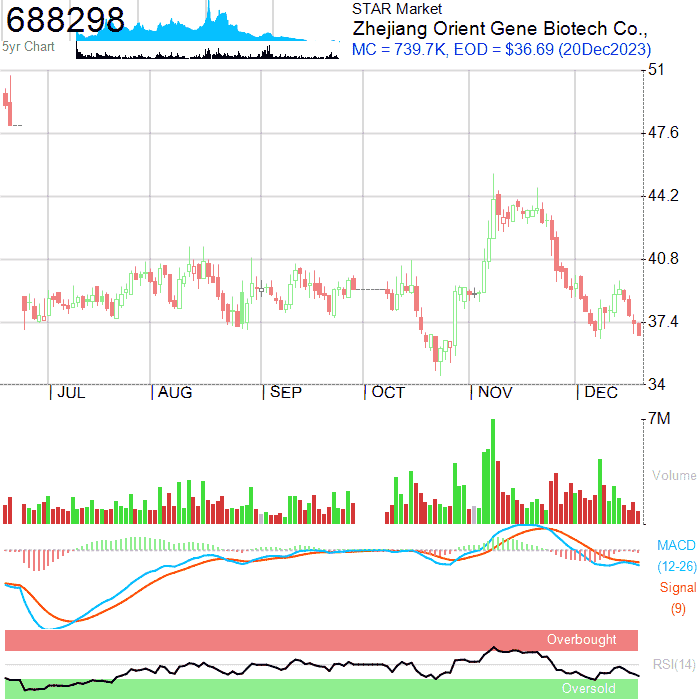 688298
5yr Chart
STAR Market
Zhejiang Orient Gene Biotech Co.,
MC = 739.7K, EOD = $36.69 (20Dec2023)
51
47.6
44.2
40.8
37.4
34
JUL
AUG
SEP
OCT
NOV
DEC
7M
Volume
MACD
(12-26)
Signal
(9)
Overbought
RSI(14)
Oversold